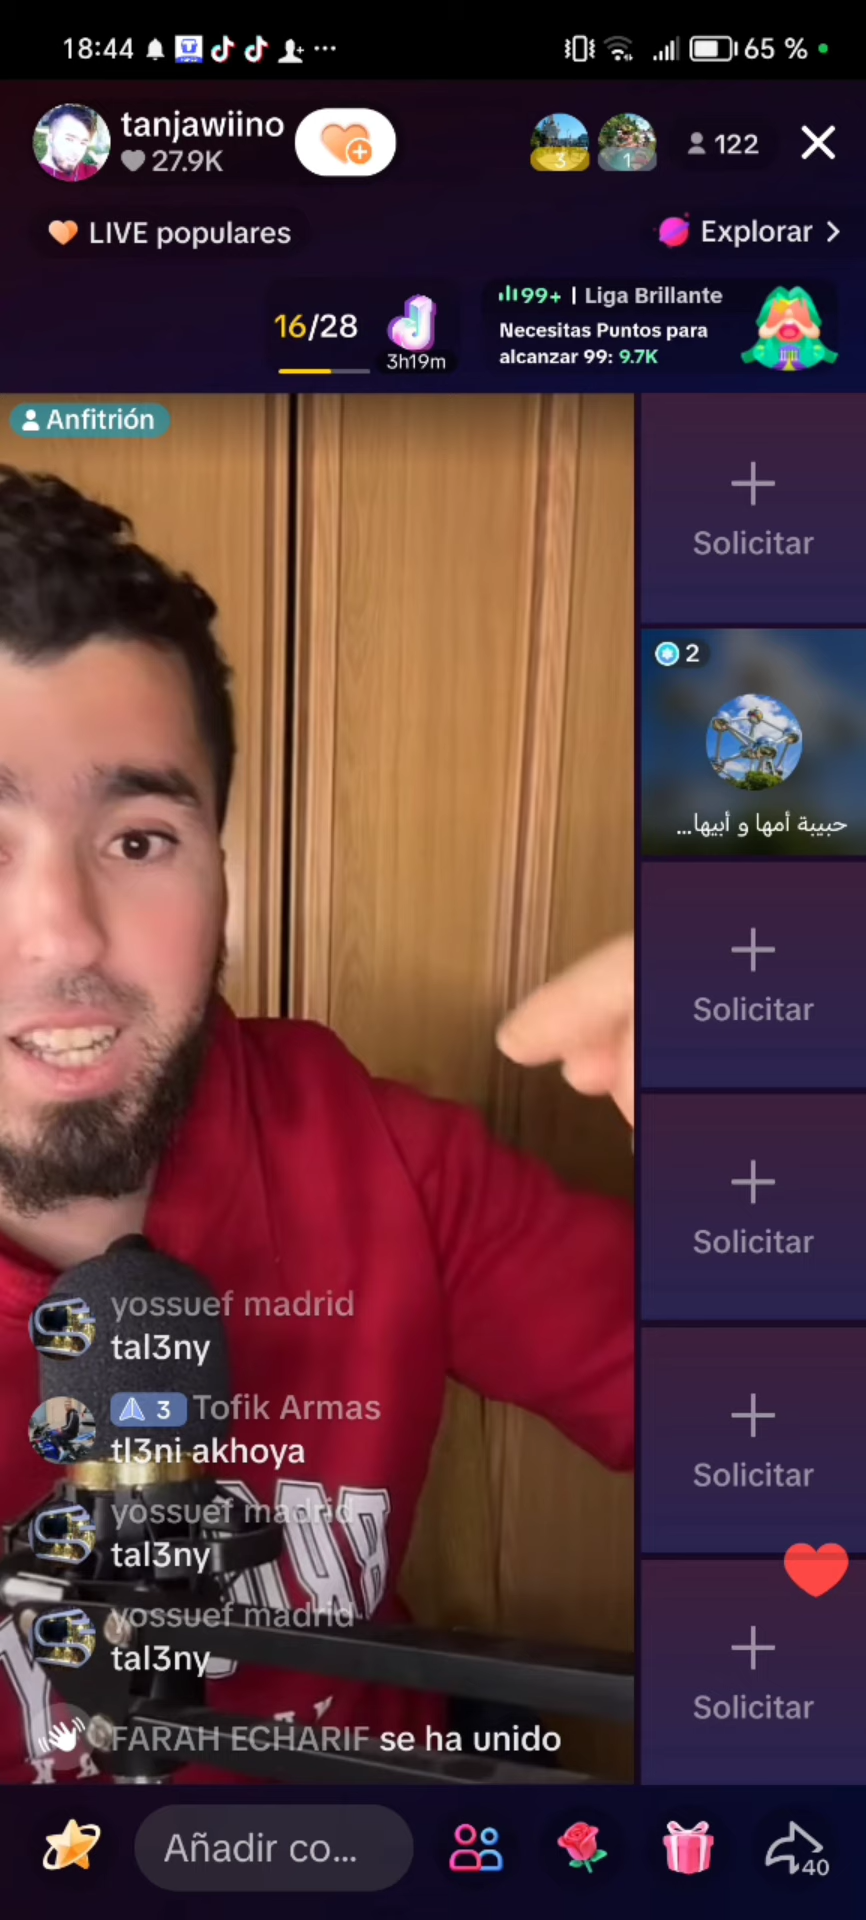 18:44
65 %
tanjawiino
27.9K
3
1
122
LIVE populares
Explorar
16/28
3h19m
99+ | Liga Brillante
Necesitas Puntos para
alcanzar 99: 9.7K
Anfitrión
Solicitar
2
حبيبة أمها و أبيها...
Solicitar
Solicitar
Solicitar
Solicitar
yossuef madrid
tal3ny
3 Tofik Armas
tl3ni akhoya
yossuef madrid
tal3ny
yossuef madrid
tal3ny
FARAH ECHARIF se ha unido
Añadir co...
40